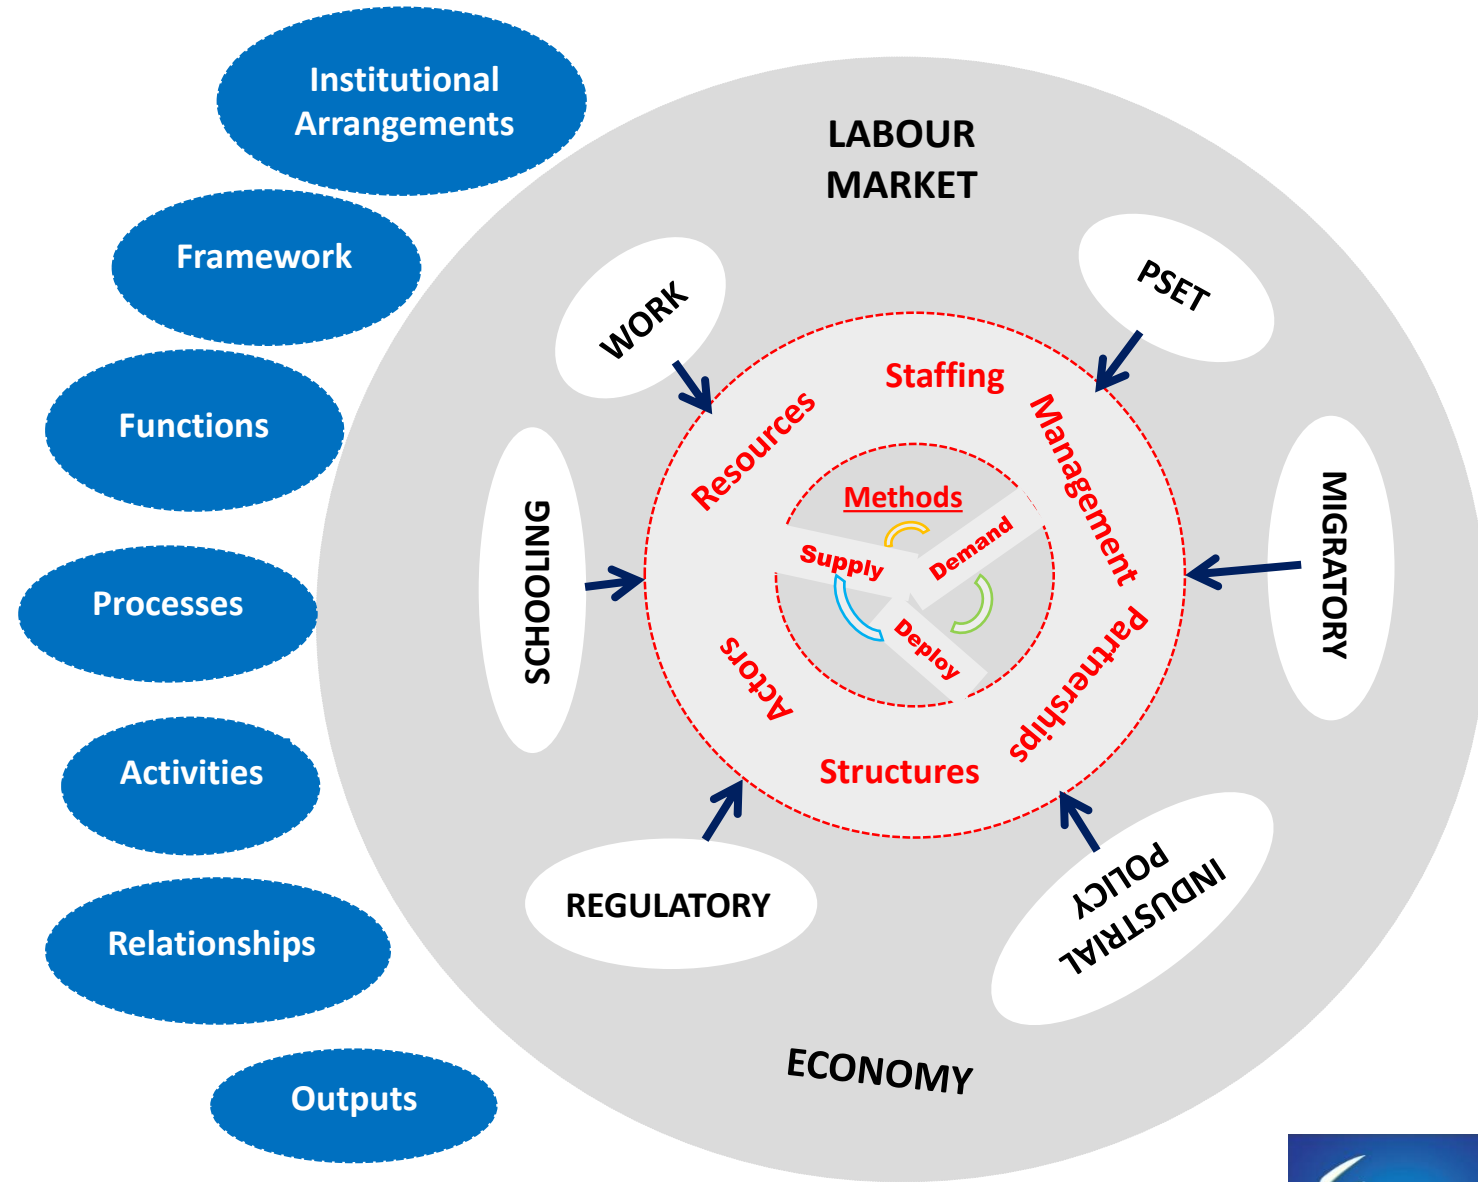 Institutional
Arrangements
Framework
Functions
Processes
Activities
Relationships
Outputs
LABOUR
MARKET
WORK
PSET
SCHOOLING
MIGRATORY
REGULATORY
INDUSTRIAL
POLICY
ECONOMY
Staffing
Resources
Management
Actors
Partnerships
Structures
Methods
Supply
Demand
Deploy